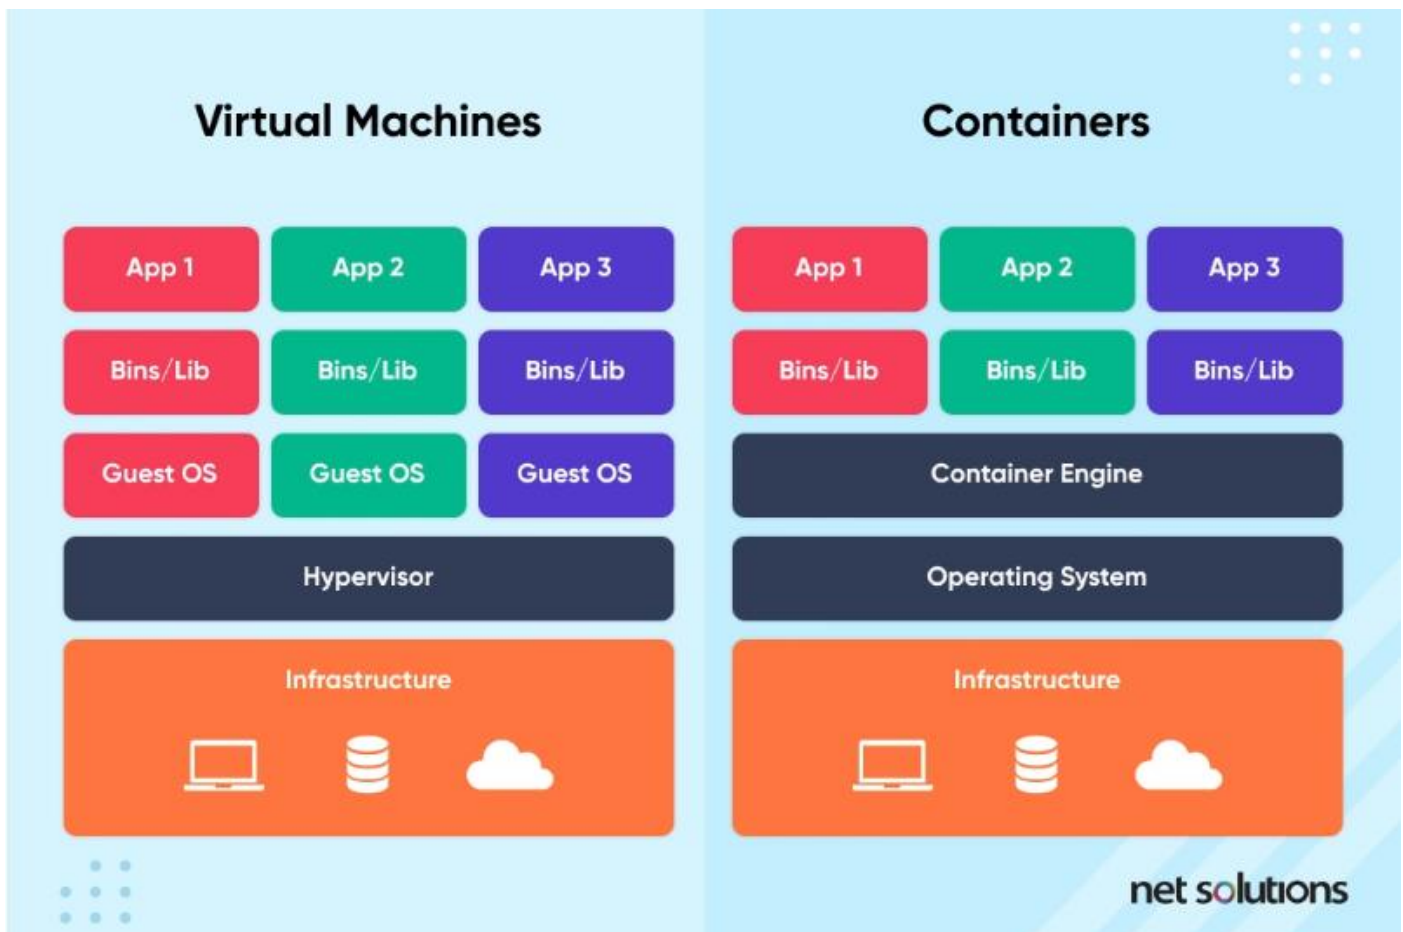 Virtual Machines
App 1
App 2
App 3
Bins/Lib
Bins/Lib
Bins/Lib
Guest OS
Guest OS
Guest OS
Hypervisor
Infrastructure
Containers
App 1
App 2
App 3
Bins/Lib
Bins/Lib
Bins/Lib
Container Engine
Operating System
Infrastructure
net solutions